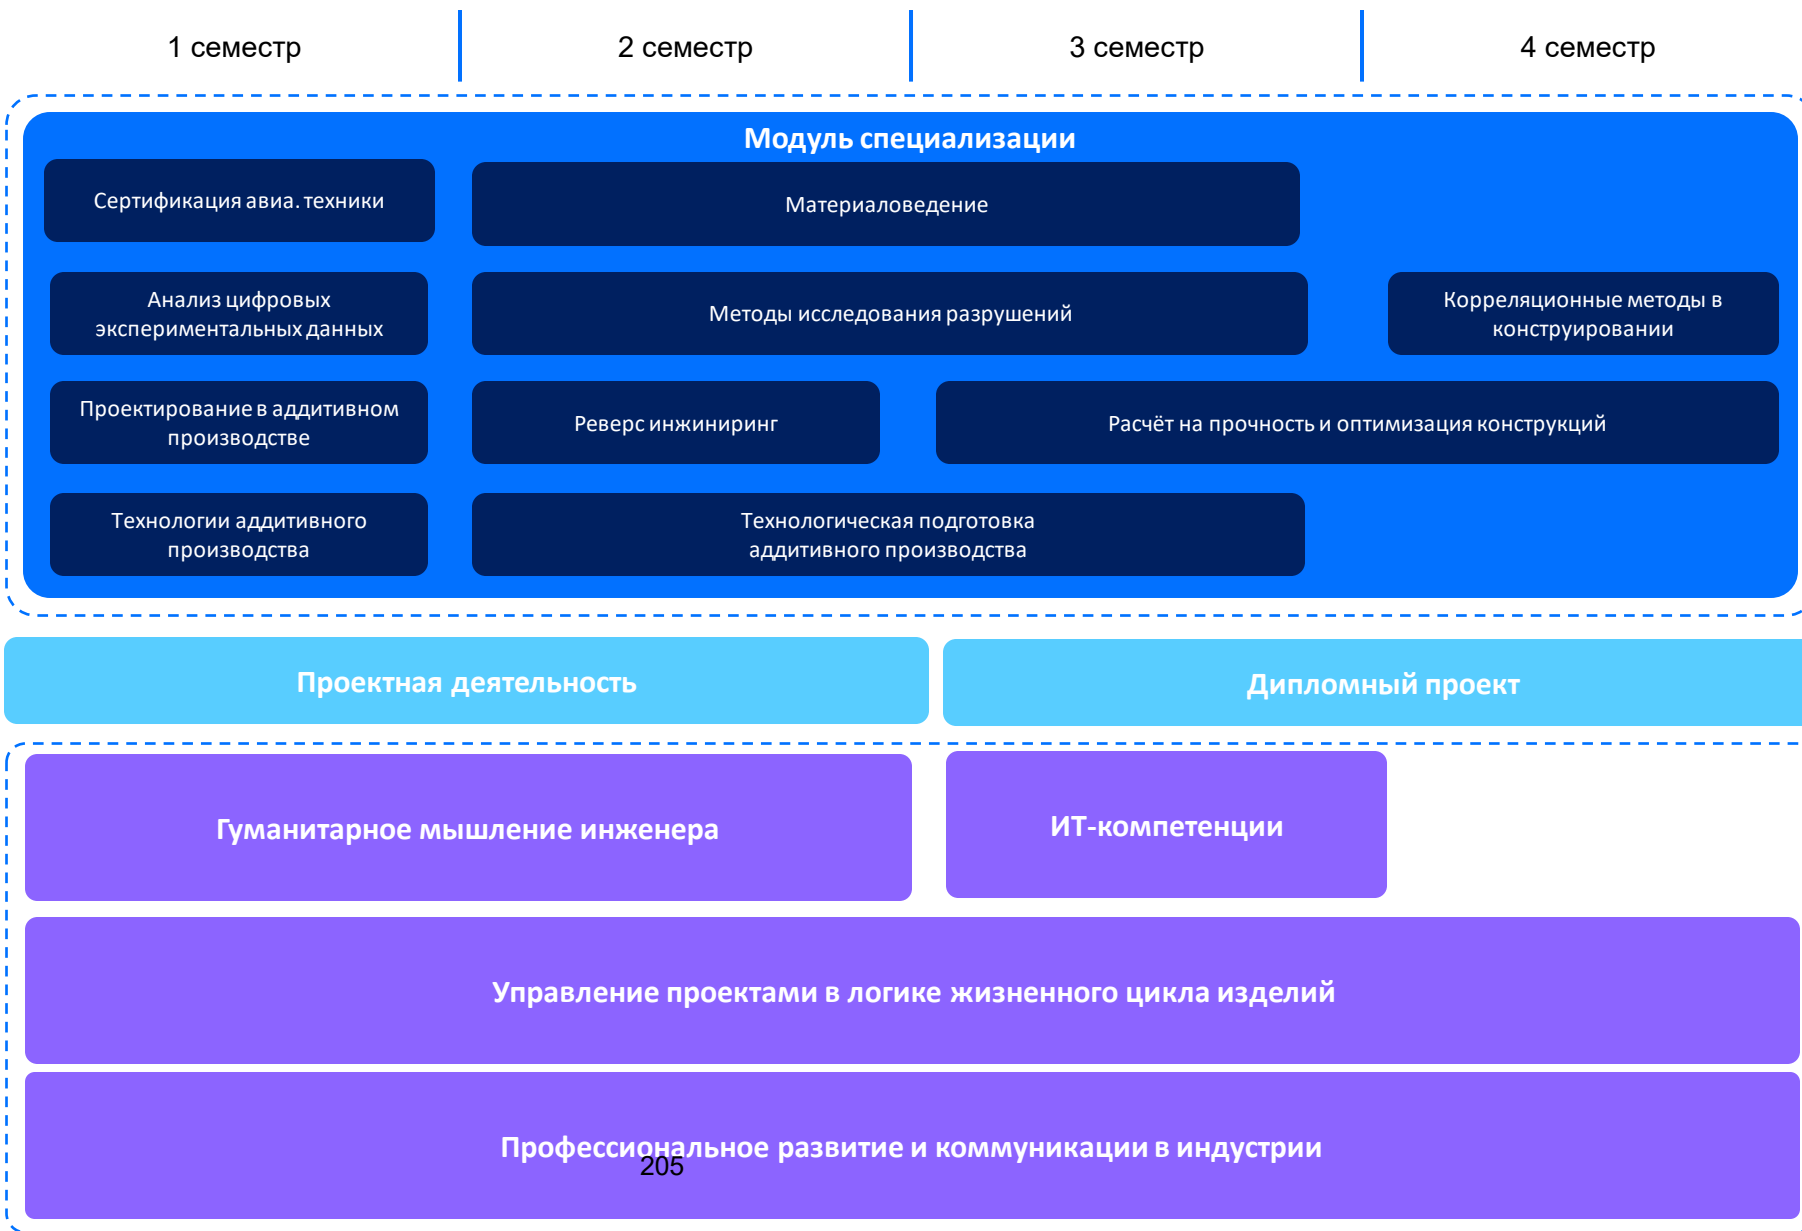 1 семестр
2 семестр
3 семестр
4 семестр
Модуль специализации
Сертификация авиа. техники
Материаловедение
Анализ цифровых
экспериментальных данных
Методы исследования разрушений
Корреляционные методы в
конструировании
Проектирование в аддитивном
производстве
Реверс инжиниринг
Расчёт на прочность и оптимизация конструкций
Технологии аддитивного
производства
Технологическая подготовка
аддитивного производства
Проектная деятельность
Дипломный проект
Гуманитарное мышление инженера
ИТ-компетенции
Управление проектами в логике жизненного цикла изделий
Профессиональное развитие и коммуникации в индустрии
205